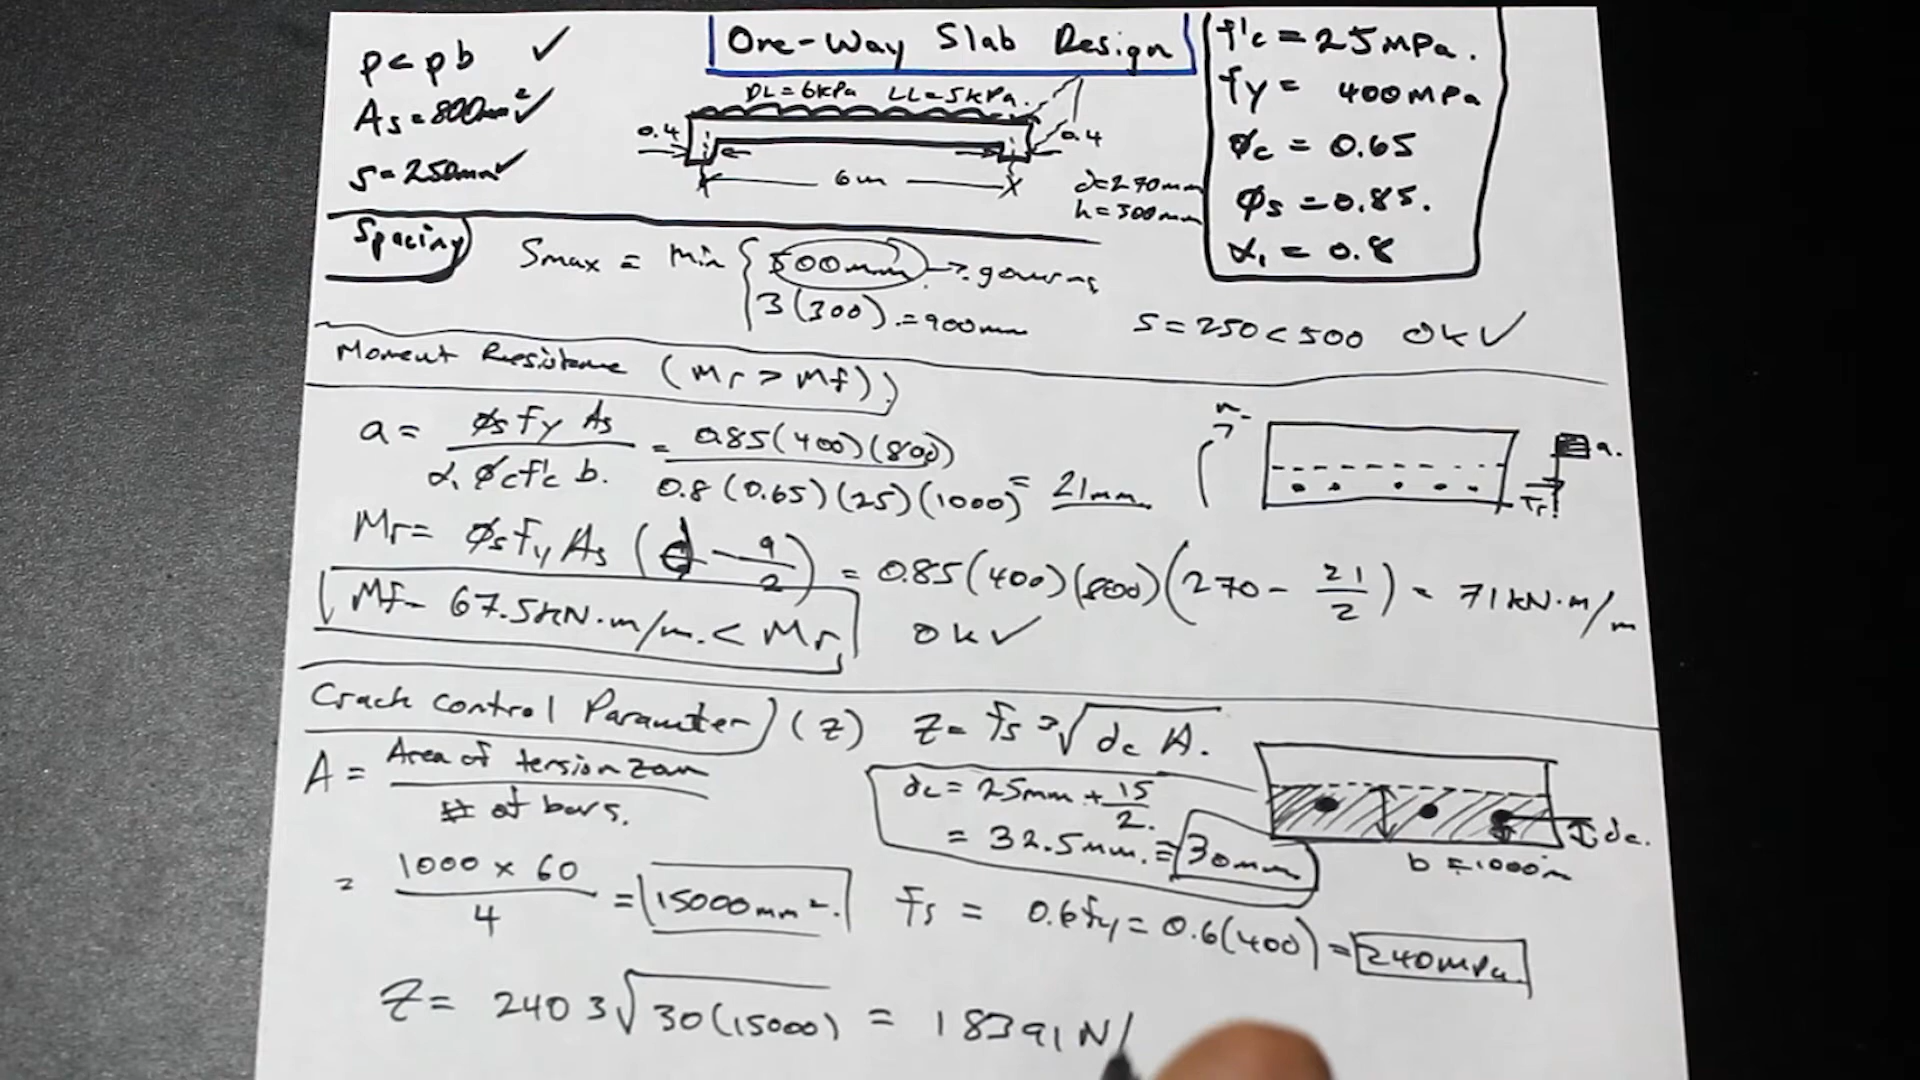 ρ < ρb ✓
As = 800mm² ✓
s = 250mm ✓
One-Way Slab Design
DL = 6kPa LL = 5kPa.
0.4
0.4
6m
d = 270mm
h = 300mm
f'c = 25MPa.
fy = 400MPa
φc = 0.65
φs = 0.85.
α₁ = 0.8
Spacing
Smax = min { 500mm → governs
3(300) = 900mm
s = 250 < 500 Ok ✓
Moment Resistance (Mr > Mf)
a = φs fy As / α₁ φc f'c b. = 0.85(400)(800) / 0.8(0.65)(25)(1000) = 21mm
a.
Tr
Mr = φs fy As (d - a/2) = 0.85(400)(800)(270 - 21/2) = 71kN·m/m
Mf = 67.5kN·m/m. < Mr Ok ✓
Crack Control Parameter (z) Z = fs ³√dc A.
A = Area of tension zone / # of bars.
dc = 25mm + 15/2.
= 32.5mm. = 30mm
dc.
b = 1000m
= 1000 x 60 / 4 = 15000mm².
fs = 0.6fy = 0.6(400) = 240MPa.
Z = 240 3√30(15000) = 18391 N/